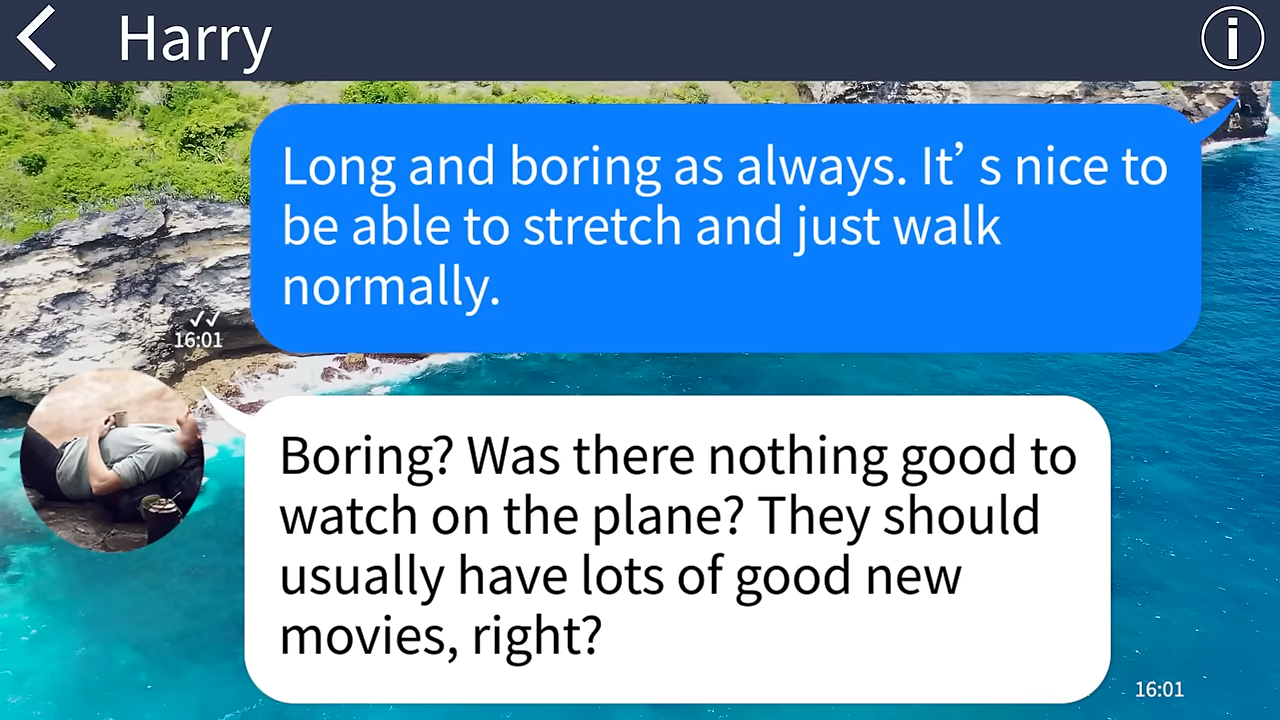 Harry
i
Long and boring as always. It’s nice to
be able to stretch and just walk
normally.
16:01
Boring? Was there nothing good to
watch on the plane? They should
usually have lots of good new
movies, right?
16:01